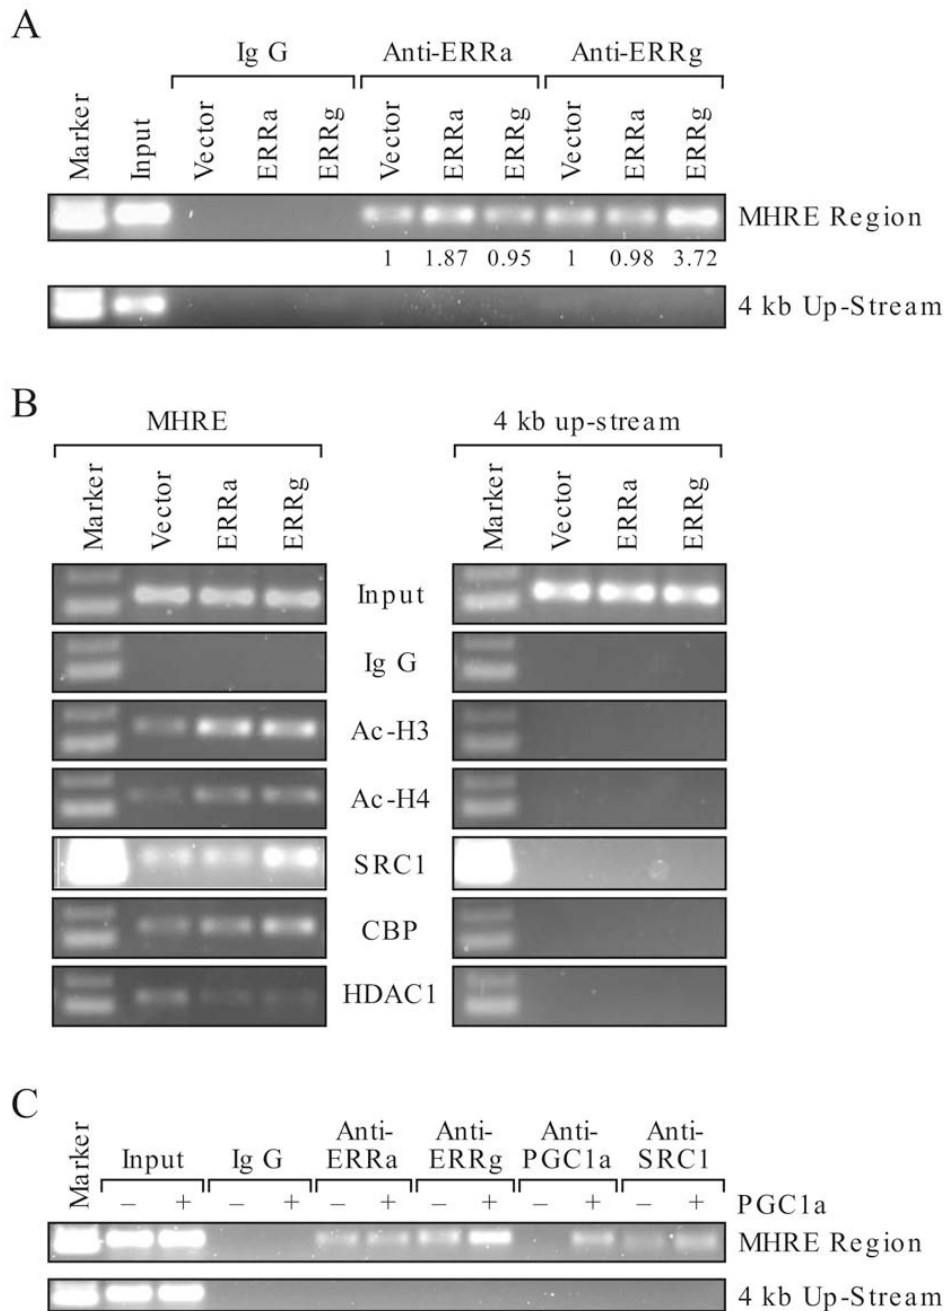 A
Ig G Anti-ERRa Anti-ERRg
Marker Input Vector ERRa ERRg Vector ERRa ERRg Vector ERRa ERRg
MHRE Region
1 1.87 0.95 1 0.98 3.72
4 kb Up-Stream
B
MHRE 4 kb up-stream
Marker Vector ERRa ERRg Marker Vector ERRa ERRg
Input
Ig G
Ac-H3
Ac-H4
SRC1
CBP
HDAC1
C
Marker Input Ig G Anti-ERRa Anti-ERRg Anti-PGC1a Anti-SRC1
– + – + – + – + – + – + PGC1a
MHRE Region
4 kb Up-Stream